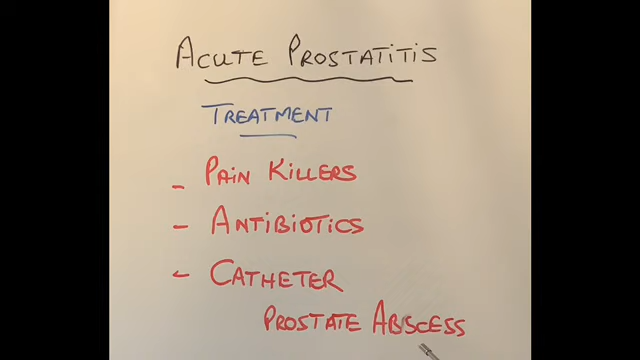 ACUTE PROSTATITIS
TREATMENT
- PAIN KILLERS
- ANTIBIOTICS
- CATHETER
PROSTATE ABSCESS